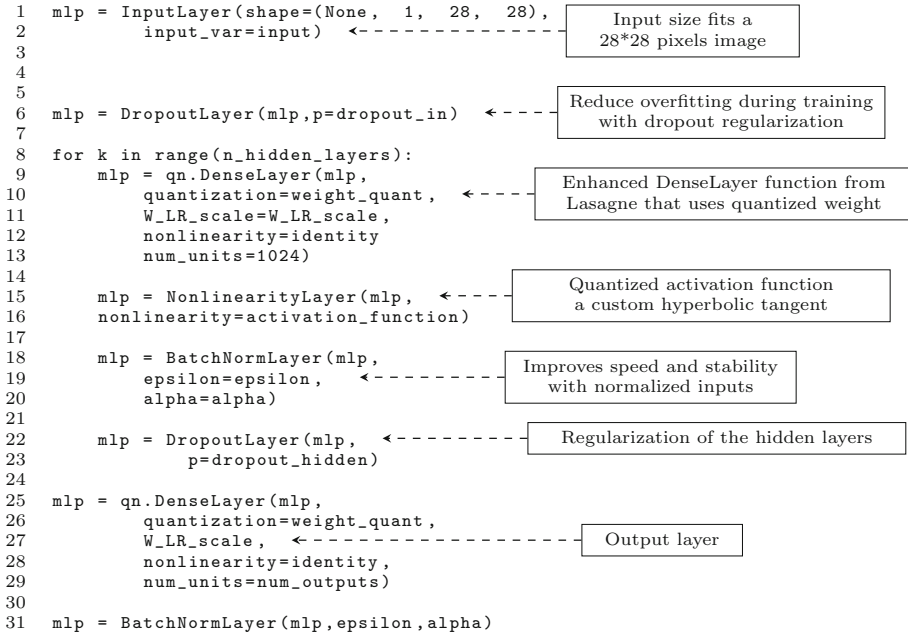 1 mlp = InputLayer(shape=(None, 1, 28, 28),
2 input_var=input)
Input size fits a
28*28 pixels image
3
4
5
6 mlp = DropoutLayer(mlp,p=dropout_in)
Reduce overfitting during training
with dropout regularization
7
8 for k in range(n_hidden_layers):
9 mlp = qn.DenseLayer(mlp,
10 quantization=weight_quant,
11 W_LR_scale=W_LR_scale,
12 nonlinearity=identity
13 num_units=1024)
Enhanced DenseLayer function from
Lasagne that uses quantized weight
14
15 mlp = NonlinearityLayer(mlp,
16 nonlinearity=activation_function)
Quantized activation function
a custom hyperbolic tangent
17
18 mlp = BatchNormLayer(mlp,
19 epsilon=epsilon,
20 alpha=alpha)
Improves speed and stability
with normalized inputs
21
22 mlp = DropoutLayer(mlp,
23 p=dropout_hidden)
Regularization of the hidden layers
24
25 mlp = qn.DenseLayer(mlp,
26 quantization=weight_quant,
27 W_LR_scale,
28 nonlinearity=identity,
29 num_units=num_outputs)
Output layer
30
31 mlp = BatchNormLayer(mlp,epsilon,alpha)